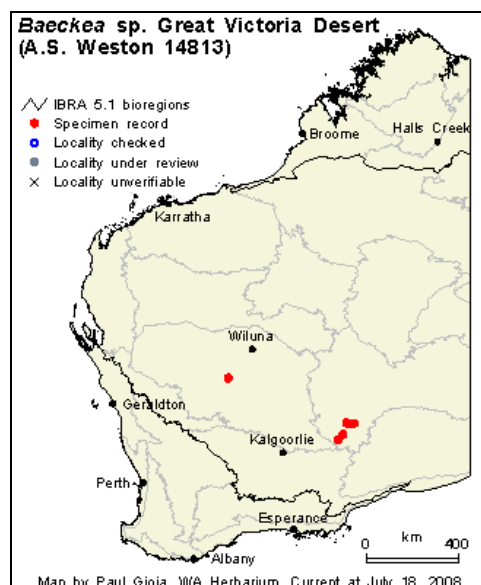 Baeckea sp. Great Victoria Desert
(A.S. Weston 14813)
IBRA 5.1 bioregions
Specimen record
Locality checked
Locality under review
Locality unverifiable
Broome
Halls Creek
Karratha
Wiluna
Geraldton
Kalgoorlie
Perth
Esperance
Albany
km
0 400
Map by Paul Gioia, WA Herbarium. Current at July 18, 2008